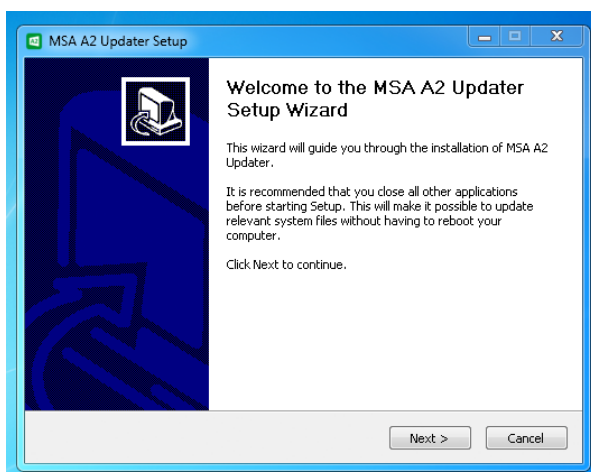 MSA A2 Updater Setup
Welcome to the MSA A2 Updater
Setup Wizard
This wizard will guide you through the installation of MSA A2
Updater.
It is recommended that you close all other applications
before starting Setup. This will make it possible to update
relevant system files without having to reboot your
computer.
Click Next to continue.
Next >
Cancel